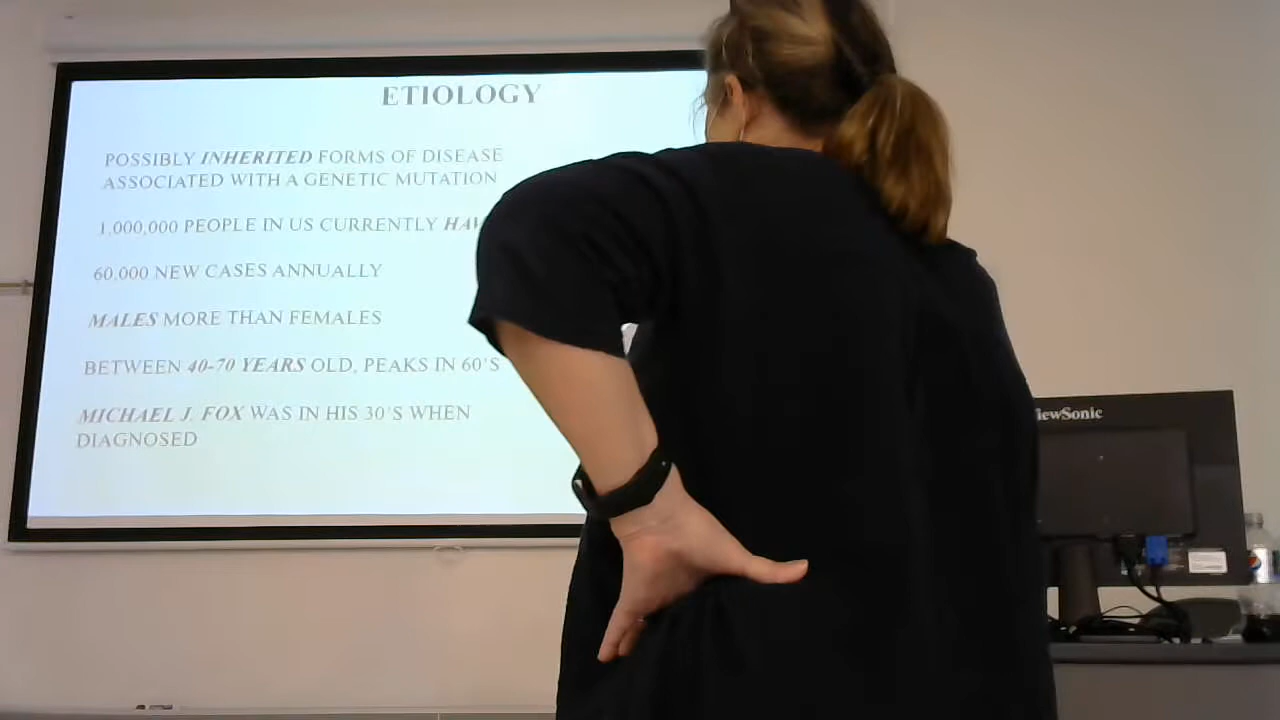 ETIOLOGY
POSSIBLY INHERITED FORMS OF DISEASE
ASSOCIATED WITH A GENETIC MUTATION
1,000,000 PEOPLE IN US CURRENTLY
60,000 NEW CASES ANNUALLY
MALES MORE THAN FEMALES
BETWEEN 40-70 YEARS OLD, PEAKS IN 60'S
MICHAEL J. FOX WAS IN HIS 30'S WHEN
DIAGNOSED
ViewSonic